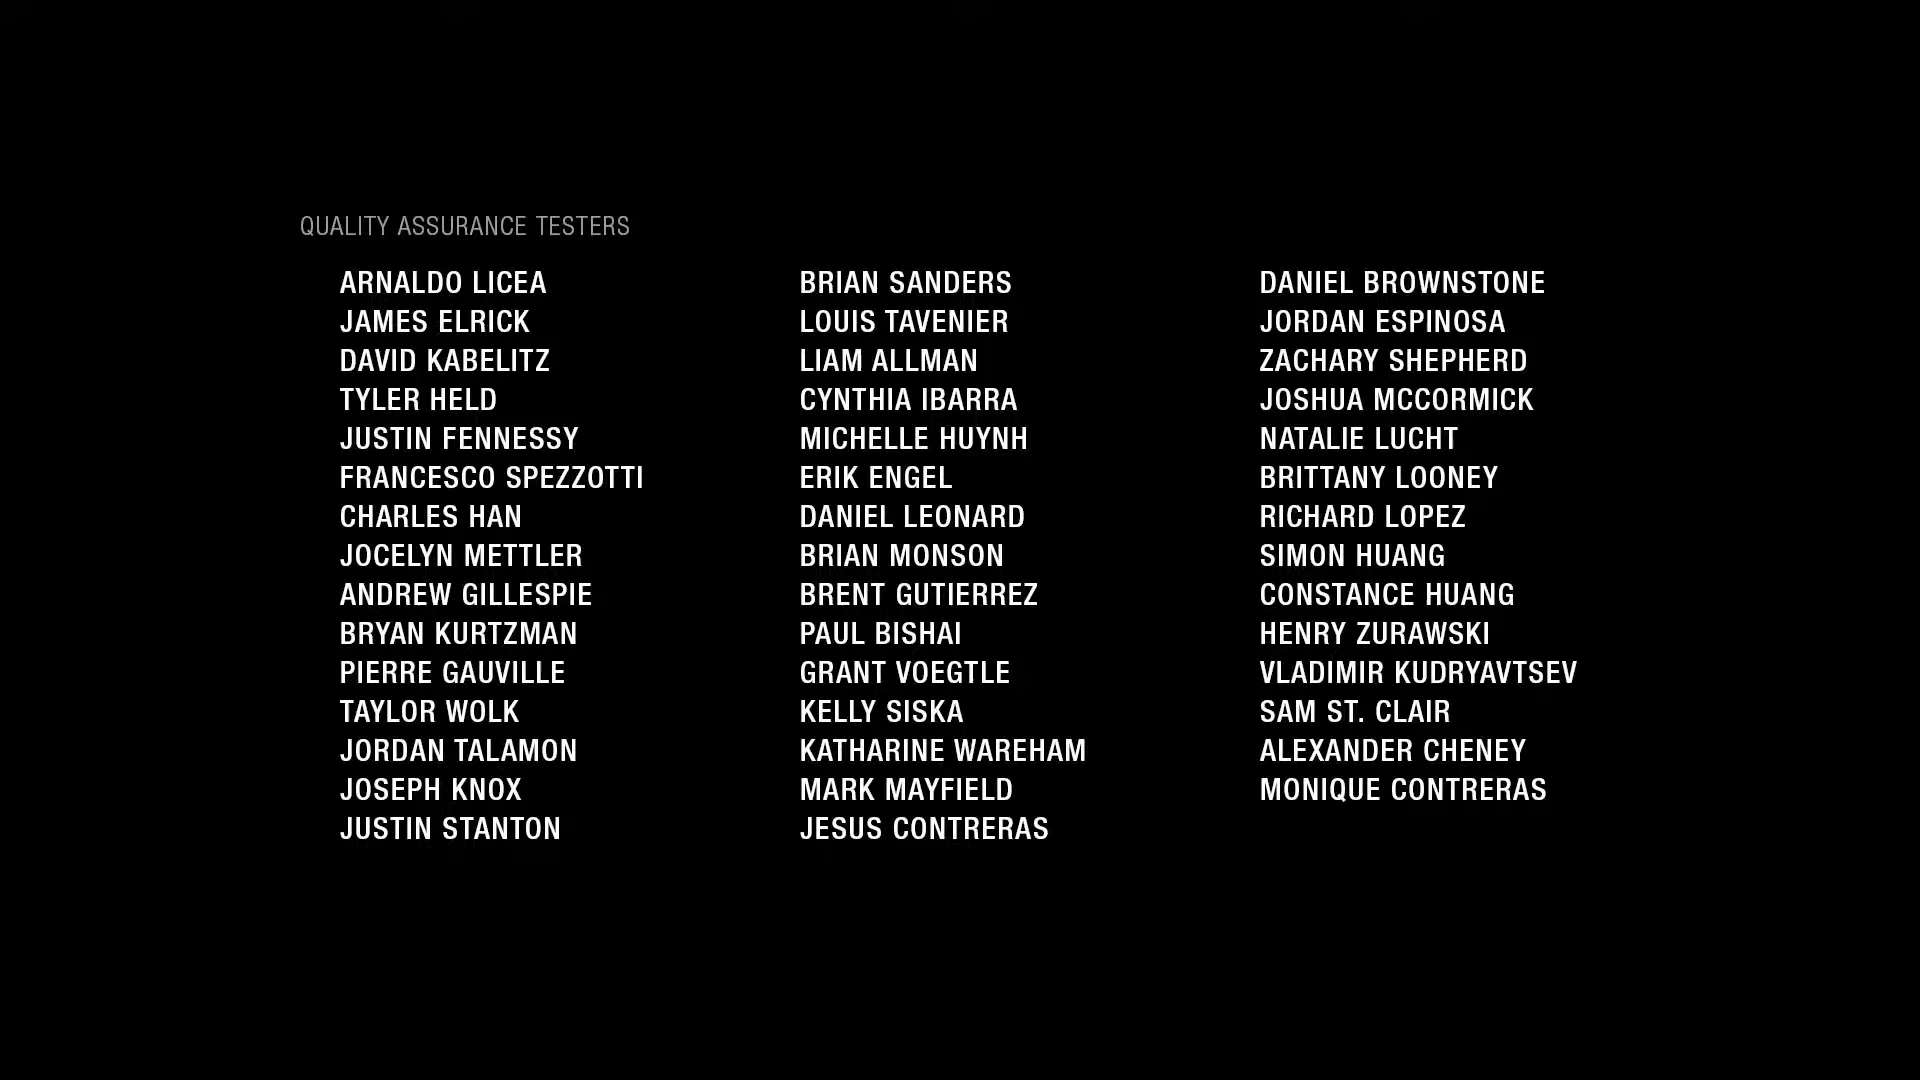 QUALITY ASSURANCE TESTERS
ARNALDO LICEA
JAMES ELRICK
DAVID KABELITZ
TYLER HELD
JUSTIN FENNESSY
FRANCESCO SPEZZOTTI
CHARLES HAN
JOCELYN METTLER
ANDREW GILLESPIE
BRYAN KURTZMAN
PIERRE GAUVILLE
TAYLOR WOLK
JORDAN TALAMON
JOSEPH KNOX
JUSTIN STANTON
BRIAN SANDERS
LOUIS TAVENIER
LIAM ALLMAN
CYNTHIA IBARRA
MICHELLE HUYNH
ERIK ENGEL
DANIEL LEONARD
BRIAN MONSON
BRENT GUTIERREZ
PAUL BISHAI
GRANT VOEGTLE
KELLY SISKA
KATHARINE WAREHAM
MARK MAYFIELD
JESUS CONTRERAS
DANIEL BROWNSTONE
JORDAN ESPINOSA
ZACHARY SHEPHERD
JOSHUA MCCORMICK
NATALIE LUCHT
BRITTANY LOONEY
RICHARD LOPEZ
SIMON HUANG
CONSTANCE HUANG
HENRY ZURAWSKI
VLADIMIR KUDRYAVTSEV
SAM ST. CLAIR
ALEXANDER CHENEY
MONIQUE CONTRERAS